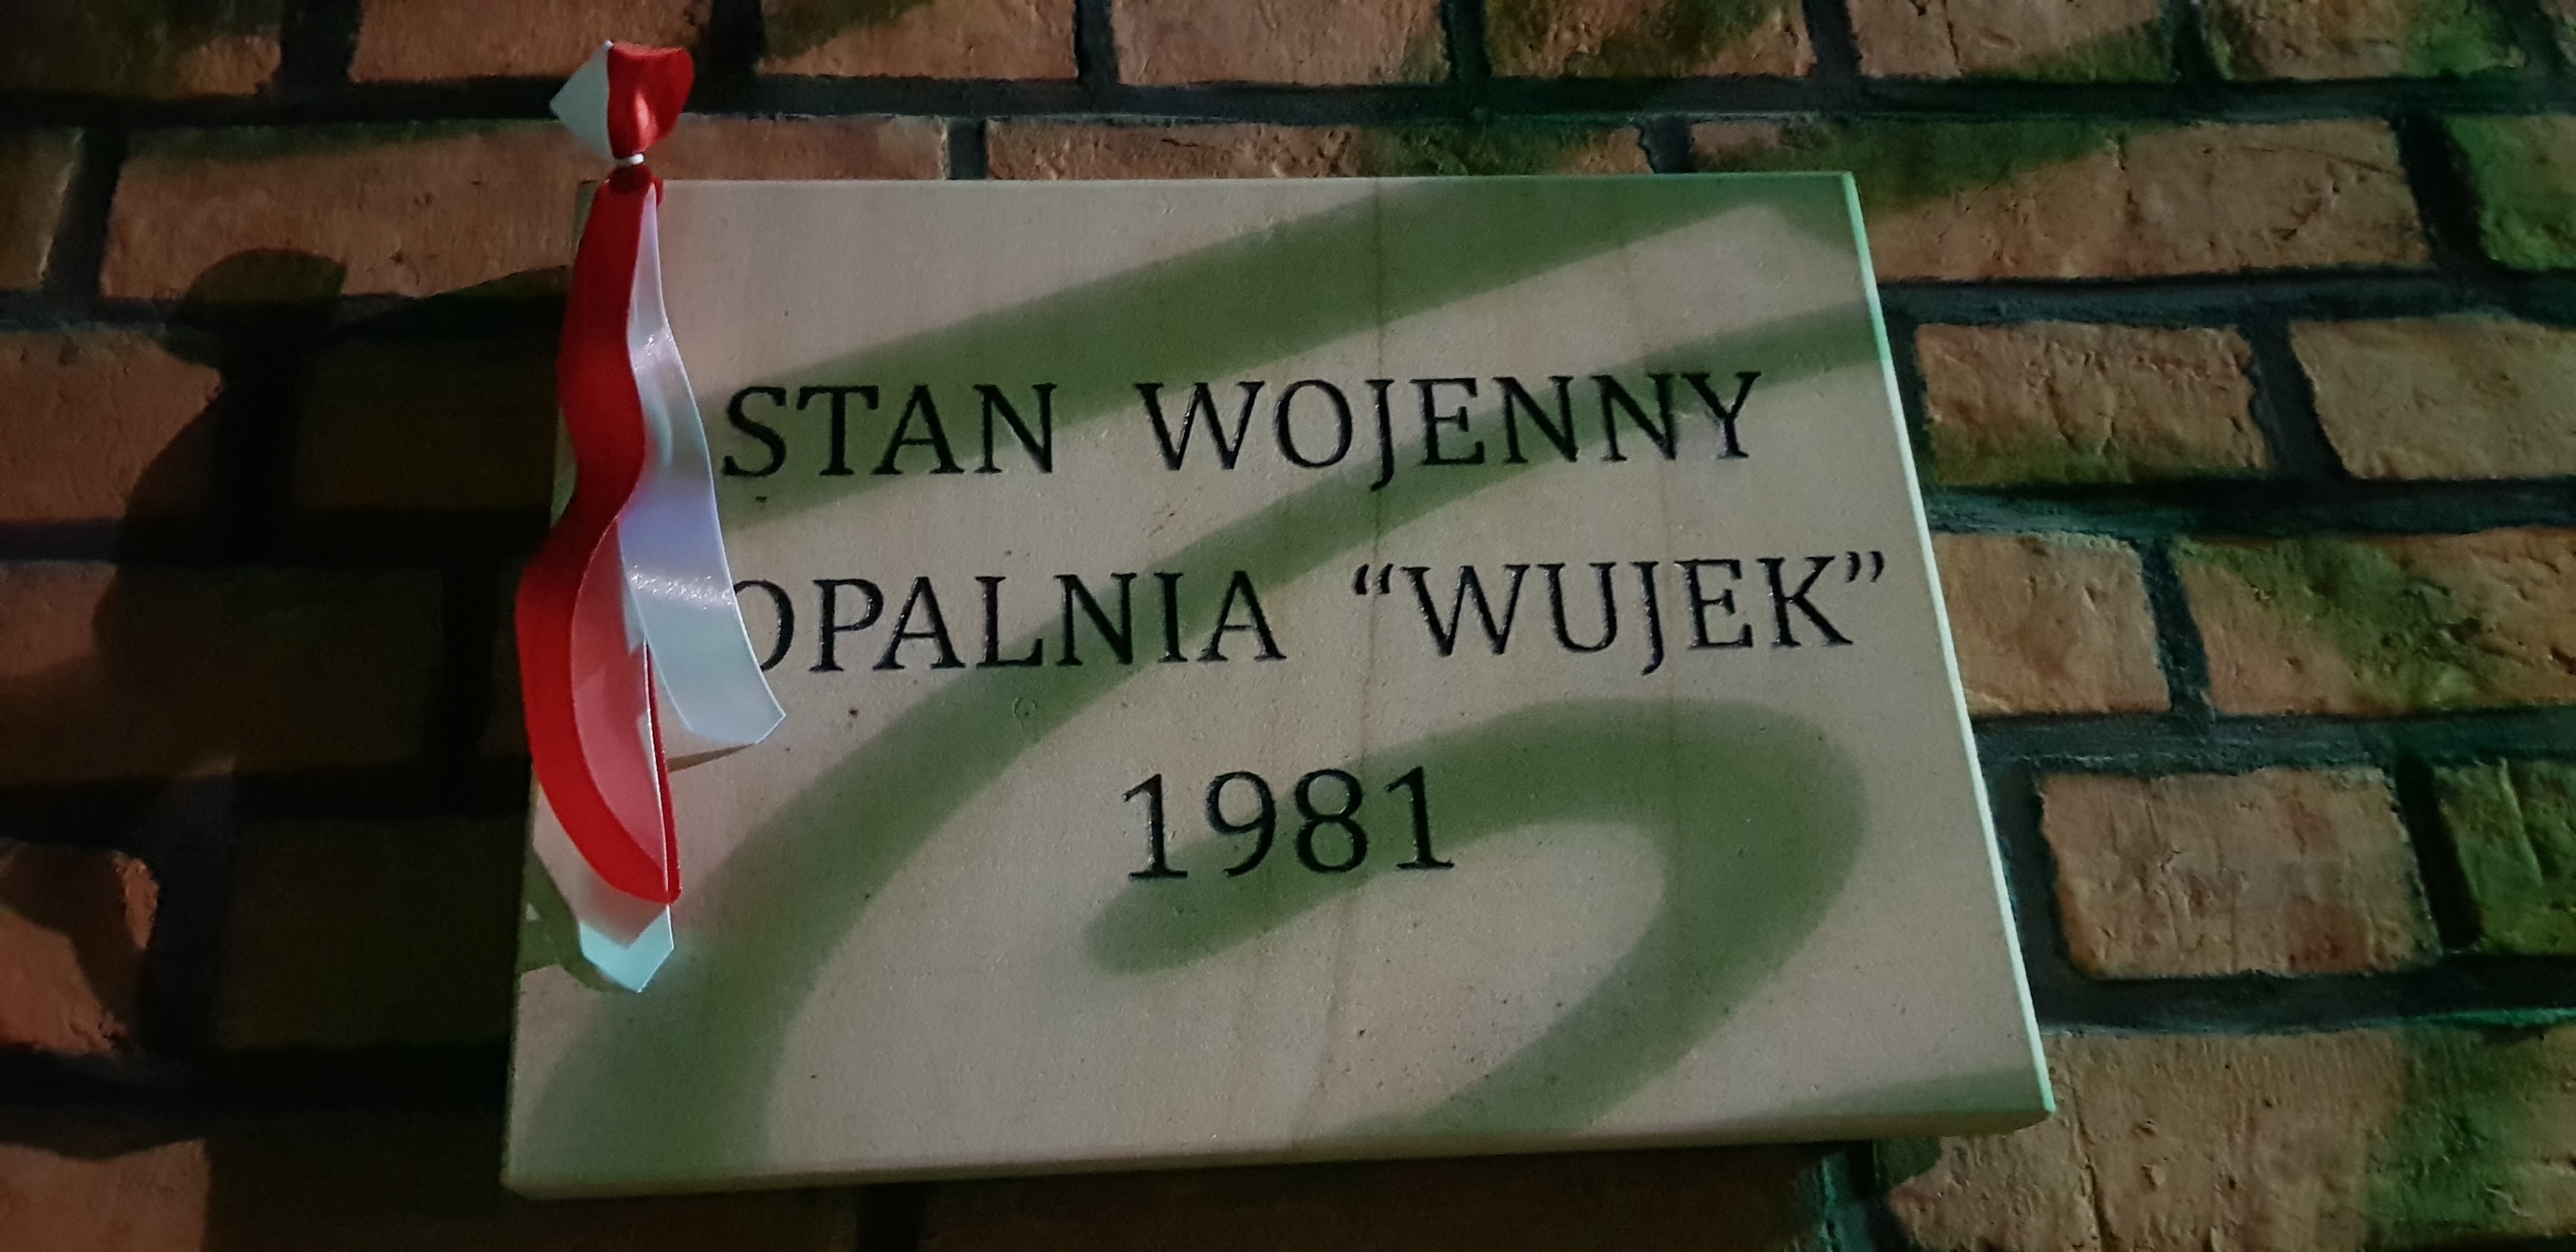 STAN WOJENNY
OPALNIA “WUJEK”
1981